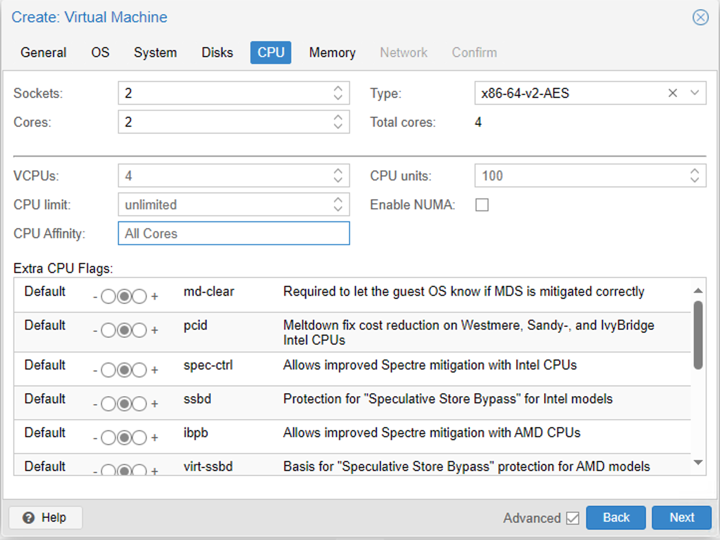 Create: Virtual Machine
General OS System Disks CPU Memory Network Confirm
Sockets: 2 Type: x86-64-v2-AES
Cores: 2 Total cores: 4
VCPUs: 4 CPU units: 100
CPU limit: unlimited Enable NUMA:
CPU Affinity: All Cores
Extra CPU Flags:
Default - + md-clear Required to let the guest OS know if MDS is mitigated correctly
Default - + pcid Meltdown fix cost reduction on Westmere, Sandy-, and IvyBridge
Intel CPUs
Default - + spec-ctrl Allows improved Spectre mitigation with Intel CPUs
Default - + ssbd Protection for "Speculative Store Bypass" for Intel models
Default - + ibpb Allows improved Spectre mitigation with AMD CPUs
Default - + virt-ssbd Basis for "Speculative Store Bypass" protection for AMD models
Help Advanced Back Next